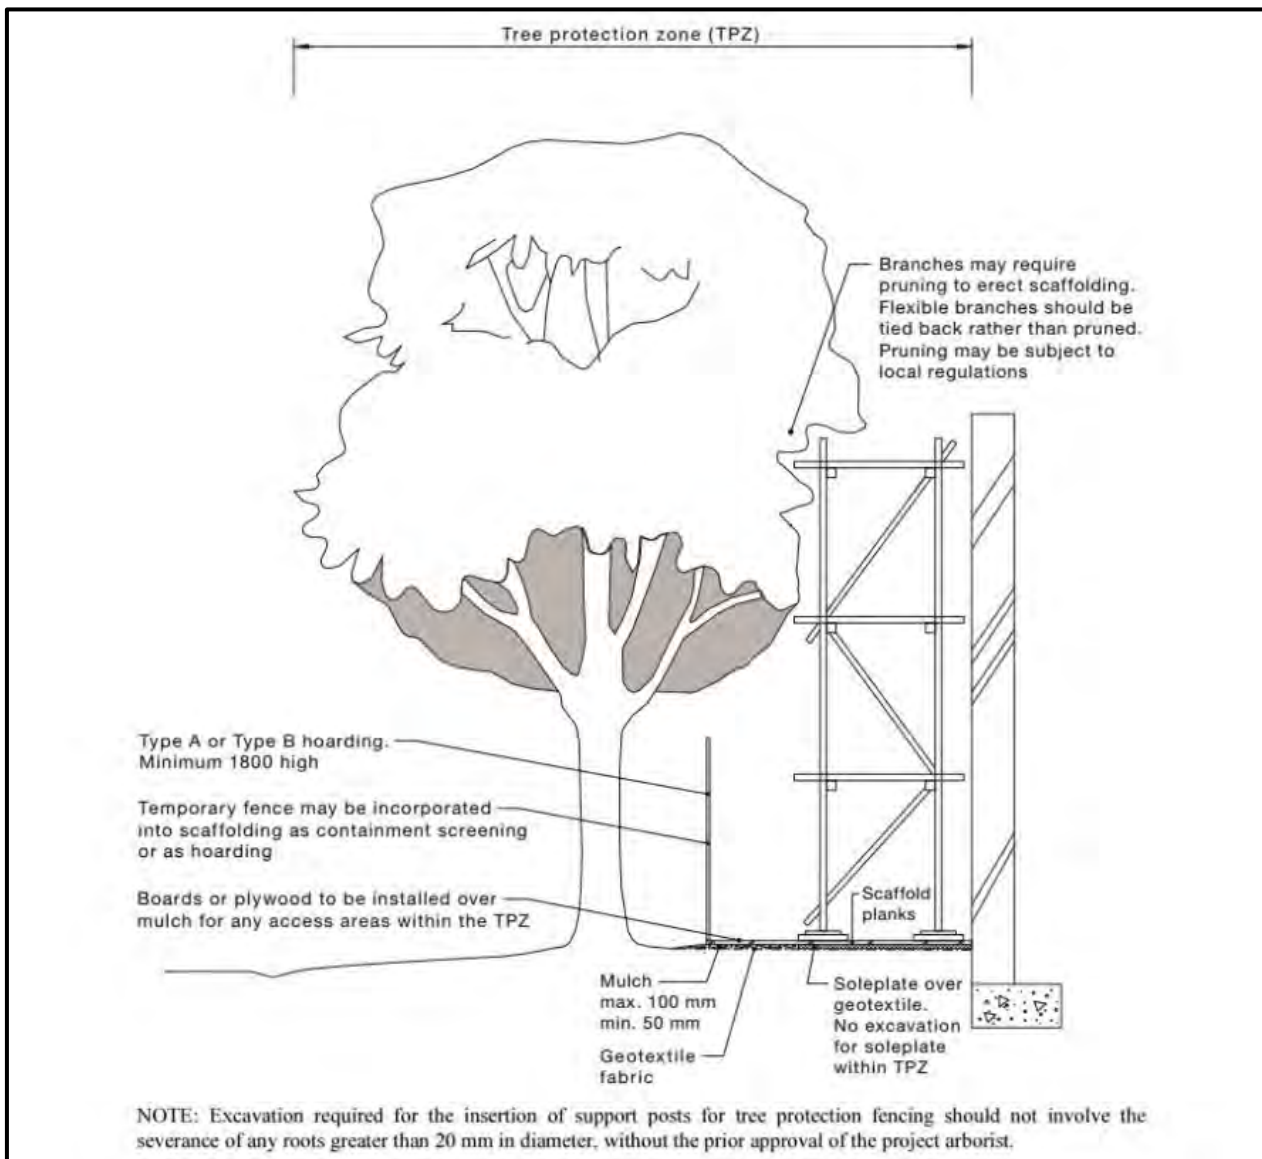 Tree protection zone (TPZ)
Branches may require
pruning to erect scaffolding.
Flexible branches should be
tied back rather than pruned.
Pruning may be subject to
local regulations
Type A or Type B hoarding.
Minimum 1800 high
Temporary fence may be incorporated
into scaffolding as containment screening
or as hoarding
Boards or plywood to be installed over
mulch for any access areas within the TPZ
Scaffold
planks
Mulch
max. 100 mm
min. 50 mm
Geotextile
fabric
Soleplate over
geotextile.
No excavation
for soleplate
within TPZ
NOTE: Excavation required for the insertion of support posts for tree protection fencing should not involve the
severance of any roots greater than 20 mm in diameter, without the prior approval of the project arborist.